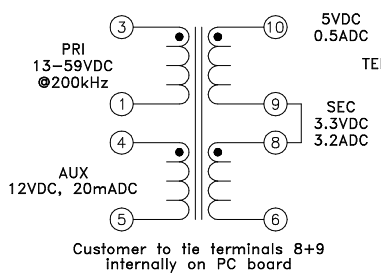 3
10
5VDC
0.5ADC
PRI
13-59VDC
@200kHz
TE
1
9
SEC
3.3VDC
3.2ADC
4
8
AUX
12VDC, 20mADC
5
6
Customer to tie terminals 8+9
internally on PC board